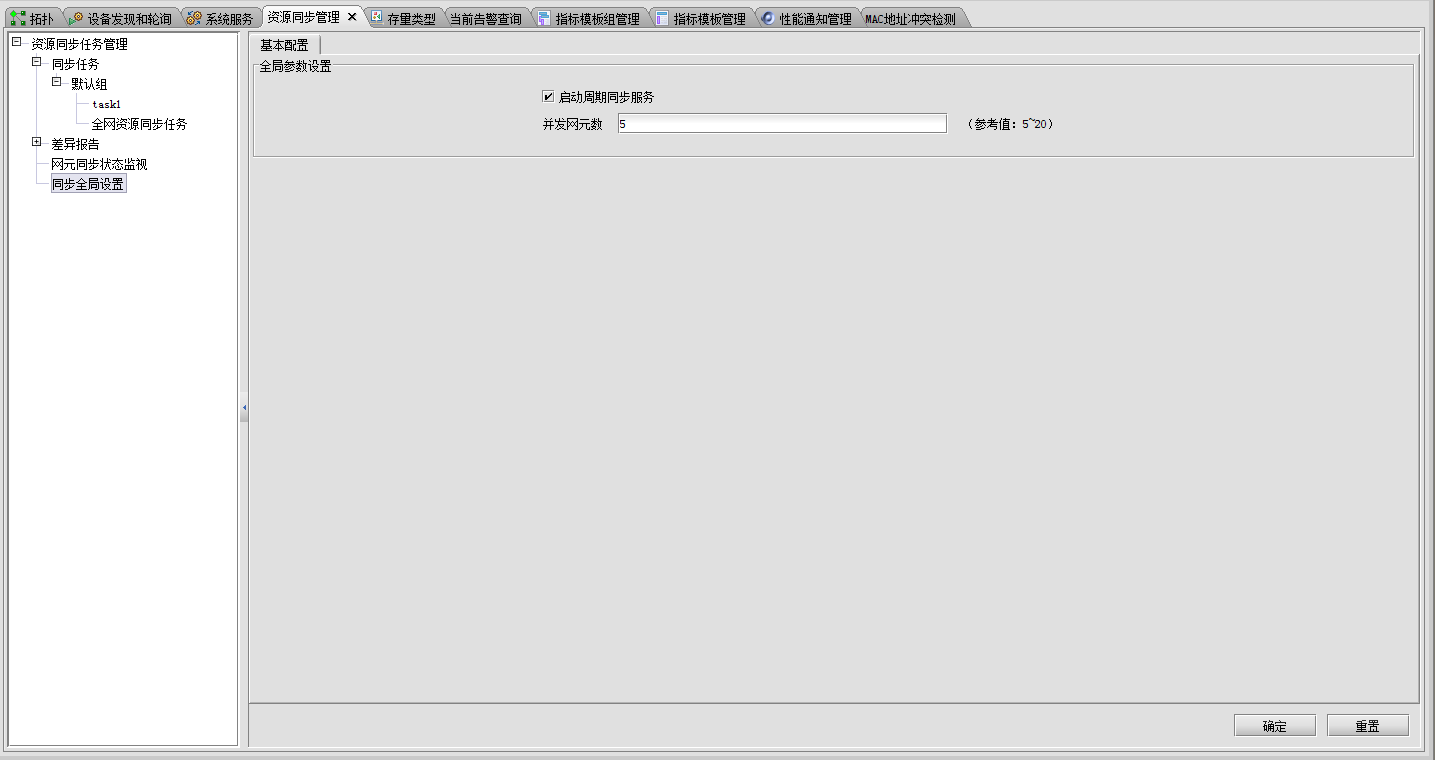 拓扑 设备发现和轮询 系统服务 资源同步管理 存量类型 当前告警查询 指标模板组管理 指标模板管理 性能通知管理 MAC地址冲突检测
资源同步任务管理
同步任务
默认组
task1
全网资源同步任务
差异报告
网元同步状态监视
同步全局设置
基本配置
全局参数设置
启动周期同步服务
并发网元数 5 (参考值: 5~20)
确定 重置